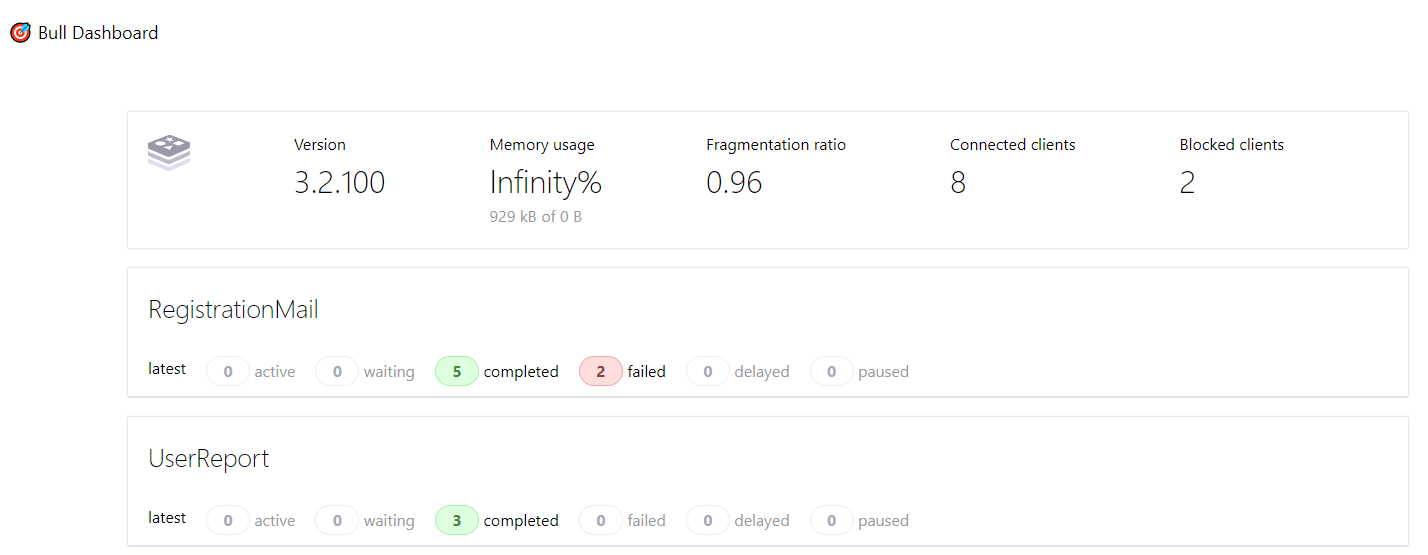 🎯 Bull Dashboard
Version Memory usage Fragmentation ratio Connected clients Blocked clients
3.2.100 Infinity% 0.96 8 2
929 kB of 0 B
RegistrationMail
latest 0 active 0 waiting 5 completed 2 failed 0 delayed 0 paused
UserReport
latest 0 active 0 waiting 3 completed 0 failed 0 delayed 0 paused